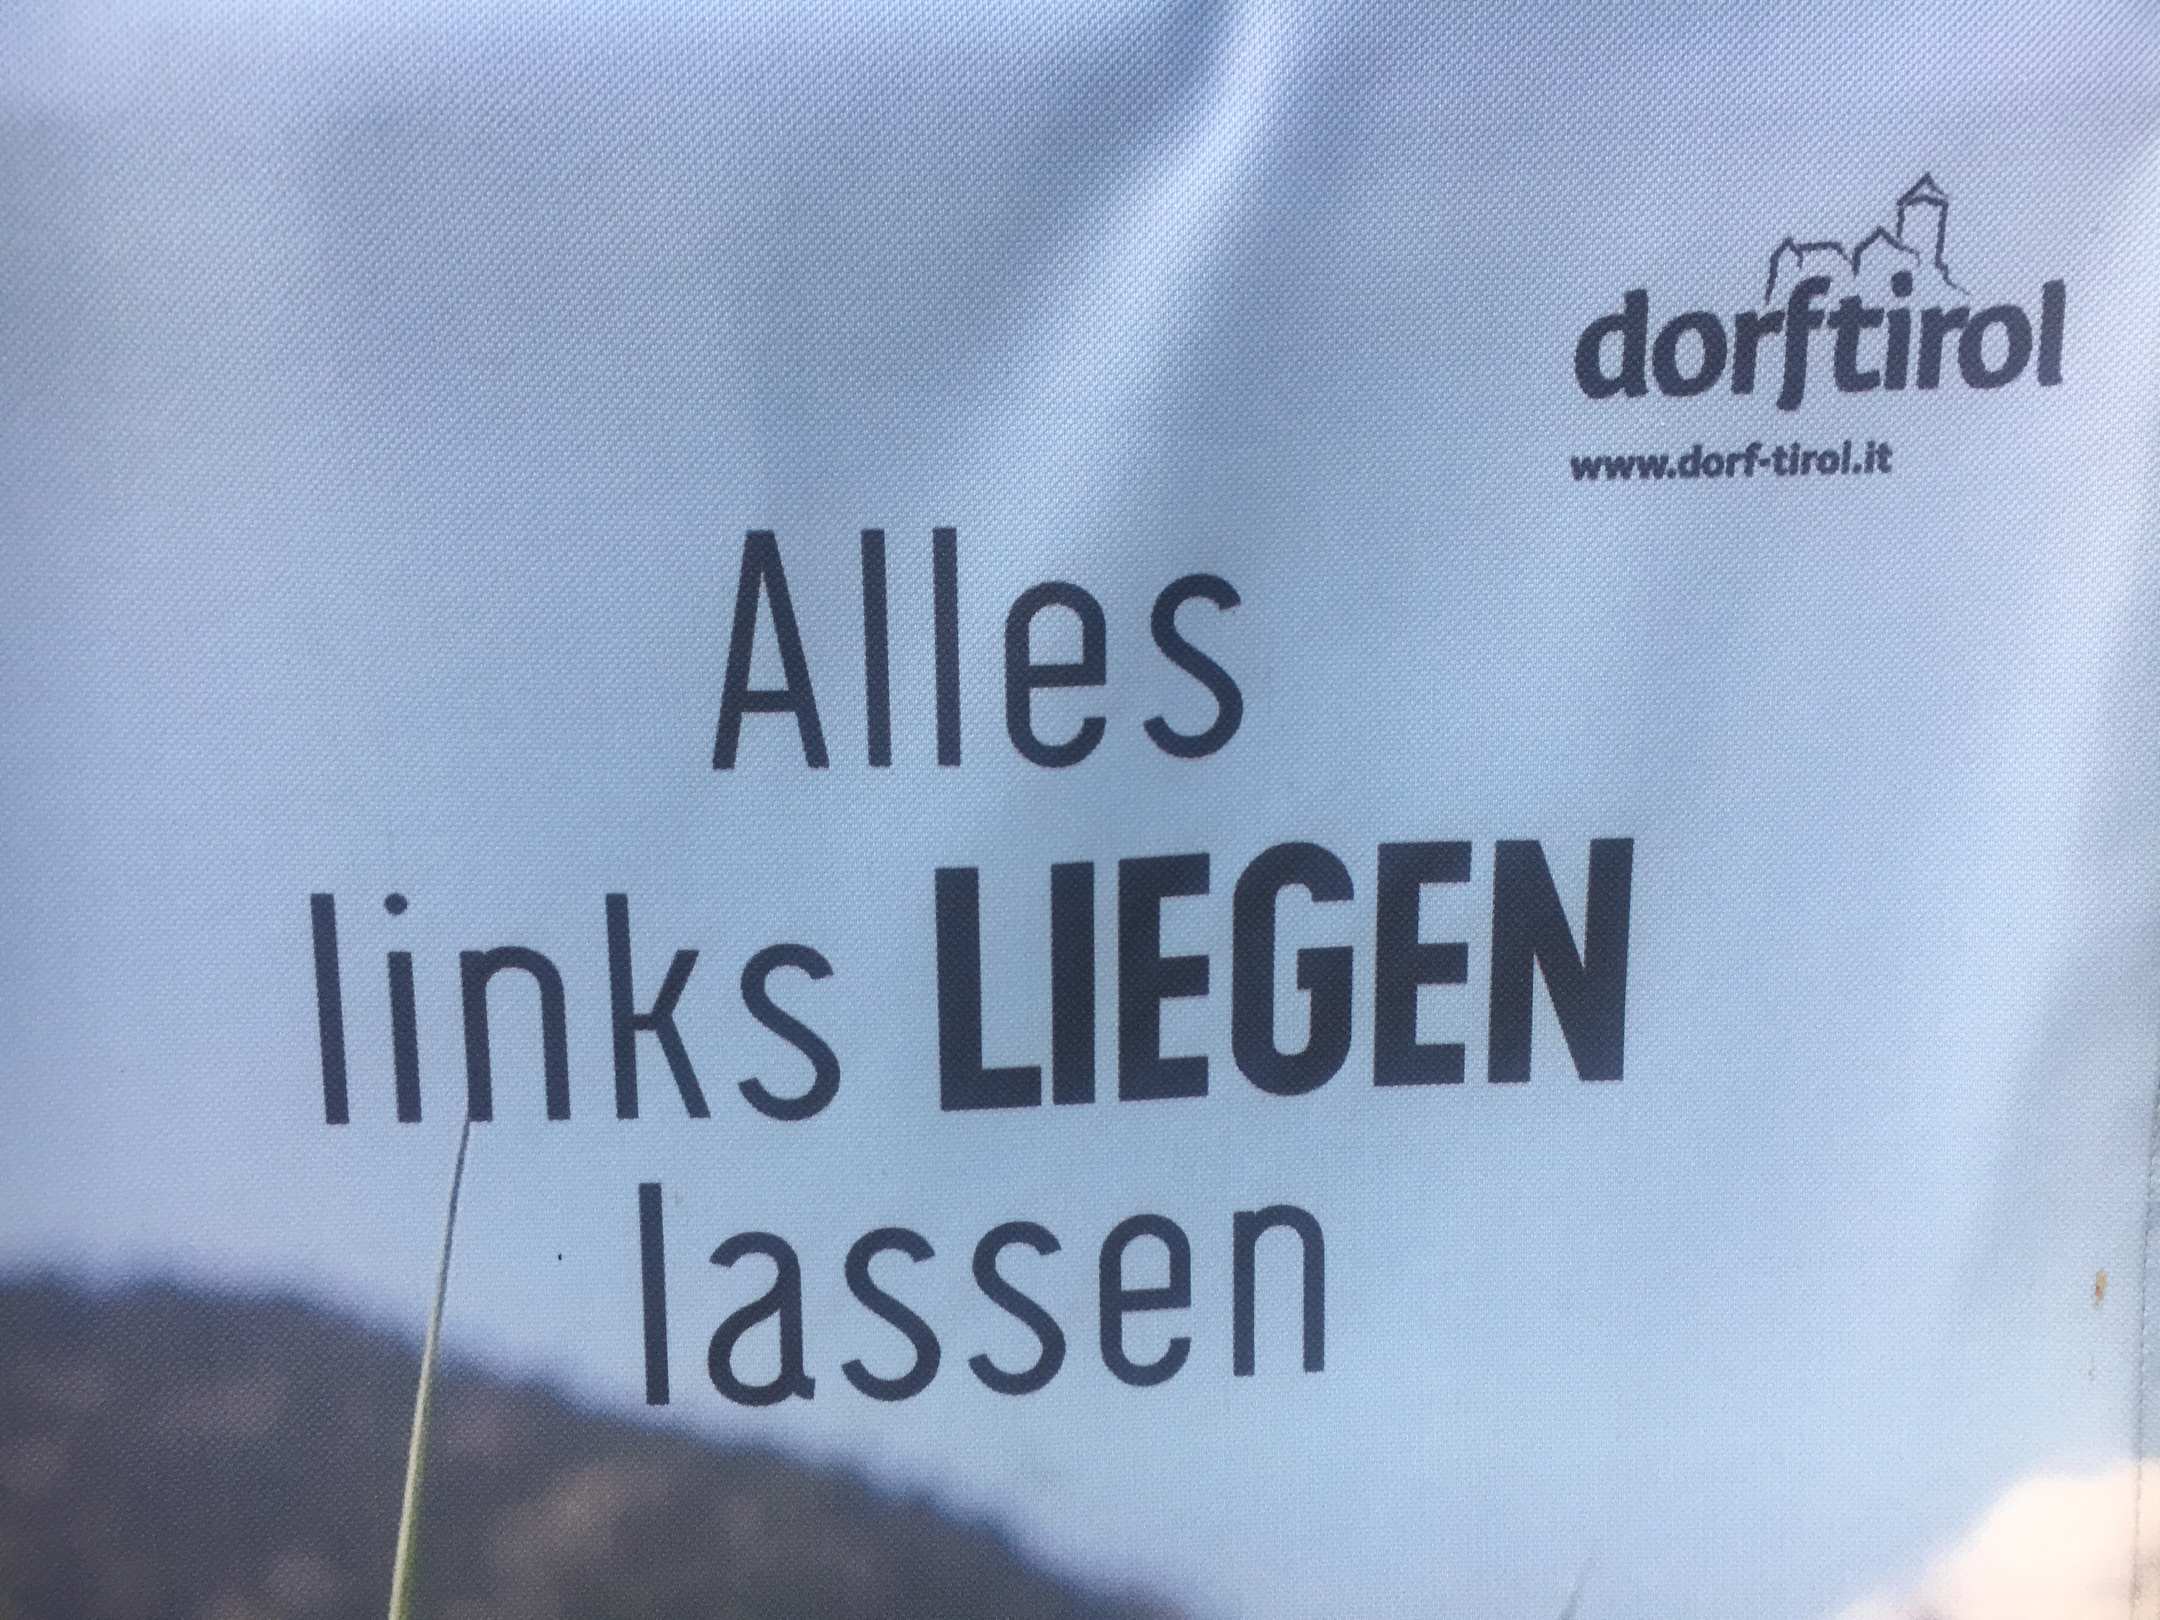 dorftirol
www.dorf-tirol.it
Alles
links LIEGEN
lassen